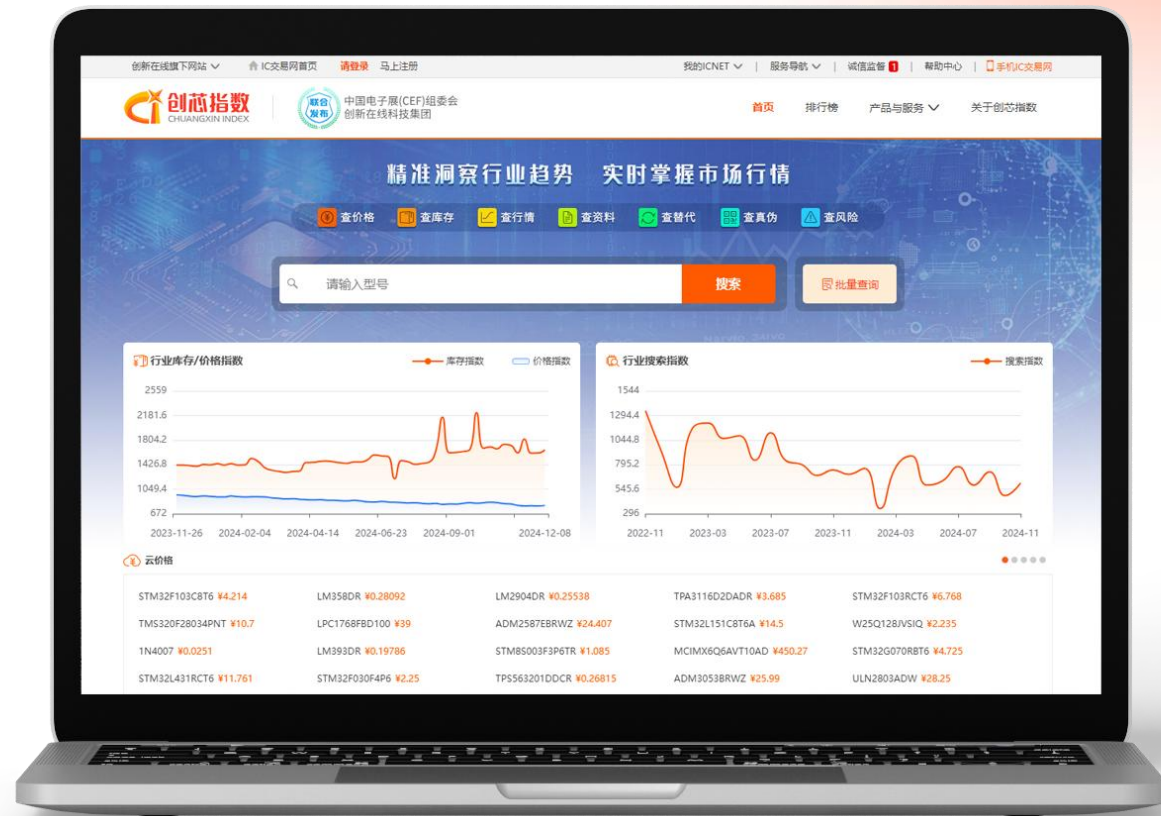 创新在线旗下网站 IC交易网首页 请登录 马上注册 我的ICNET | 服务导航 | 诚信监督 1 | 帮助中心 | 手机IC交易网
创芯指数
CHUANGXIN INDEX
联合
发布
中国电子展(CEF)组委会
创新在线科技集团
首页 排行榜 产品与服务 关于创芯指数
精准洞察行业趋势 实时掌握市场行情
查价格 查库存 查行情 查资料 查替代 查真伪 查风险
请输入型号 搜索 批量查询
行业库存/价格指数 库存指数 价格指数
2559
2181.6
1804.2
1426.8
1049.4
672
2023-11-26 2024-02-04 2024-04-14 2024-06-23 2024-09-01 2024-12-08
行业搜索指数 搜索指数
1544
1294.4
1044.8
795.2
545.6
296
2022-11 2023-03 2023-07 2023-11 2024-03 2024-07 2024-11
云价格
STM32F103C8T6 ¥4.214 LM358DR ¥0.28092 LM2904DR ¥0.25538 TPA3116D2DADR ¥3.685 STM32F103RCT6 ¥6.768
TMS320F28034PNT ¥10.7 LPC1768FBD100 ¥39 ADM2587EBRWZ ¥24.407 STM32L151C8T6A ¥14.5 W25Q128JVSIQ ¥2.235
1N4007 ¥0.0251 LM393DR ¥0.19786 STM8S003F3P6TR ¥1.085 MCIMX6Q6AVT10AD ¥450.27 STM32G070RBT6 ¥4.725
STM32L431RCT6 ¥11.761 STM32F030F4P6 ¥2.25 TPS563201DDCR ¥0.26815 ADM3053BRWZ ¥25.99 ULN2803ADW ¥28.25